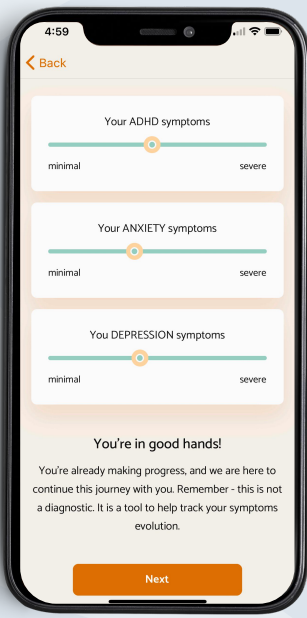 4:59
Back
Your ADHD symptoms
minimal severe
Your ANXIETY symptoms
minimal severe
You DEPRESSION symptoms
minimal severe
You're in good hands!
You're already making progress, and we are here to
continue this journey with you. Remember - this is not
a diagnostic. It is a tool to help track your symptoms
evolution.
Next